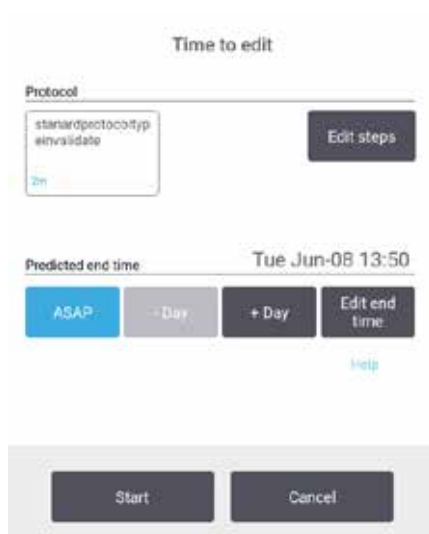 Time to edit
Protocol
stanardprotocoltyp
einvalidate
Edit steps
2m
Predicted end time
Tue Jun-08 13:50
ASAP
- Day
+ Day
Edit end
time
Help
Start
Cancel